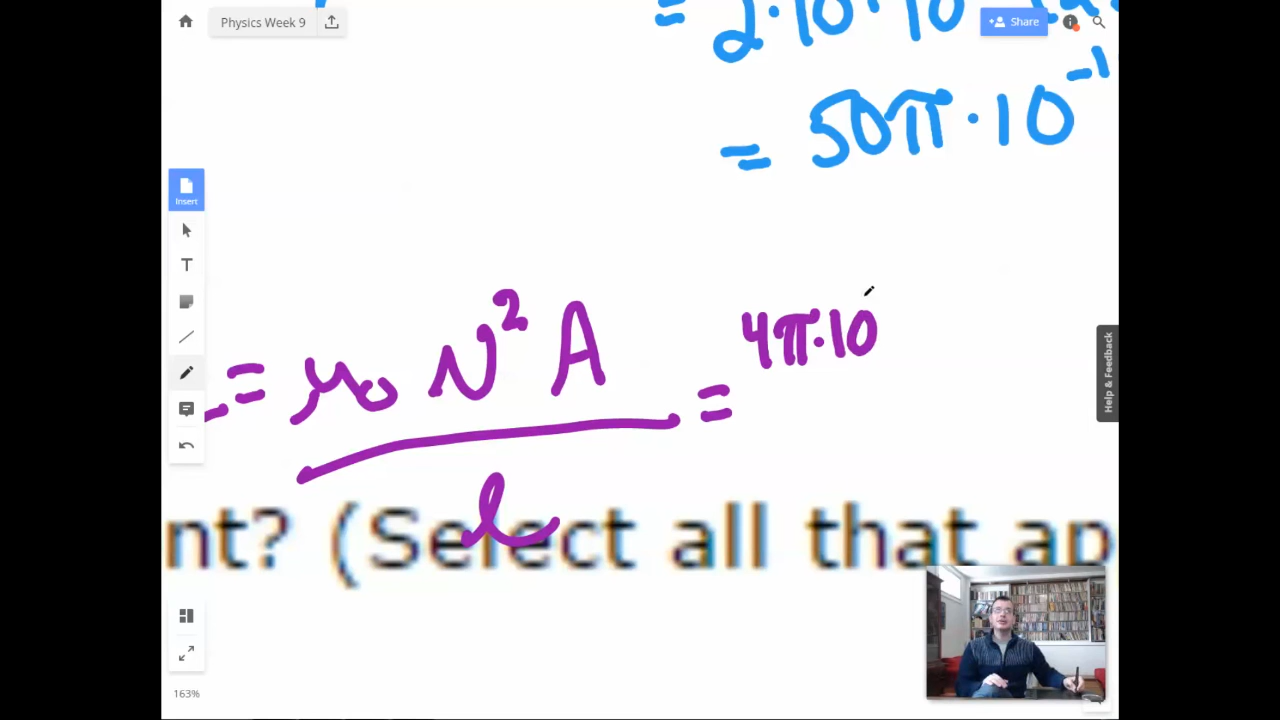 Physics Week 9
Share
= 2·10·10
= 50π·10⁻¹
Insert
T
4π·10
= μ₀ N² A =
l
nt? (Select all that ap
Help & Feedback
163%